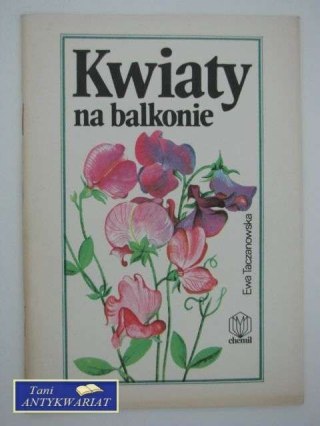 Kwiaty
na balkonie
Ewa Taczanowska
chemil
Tani
ANTYKWARIAT